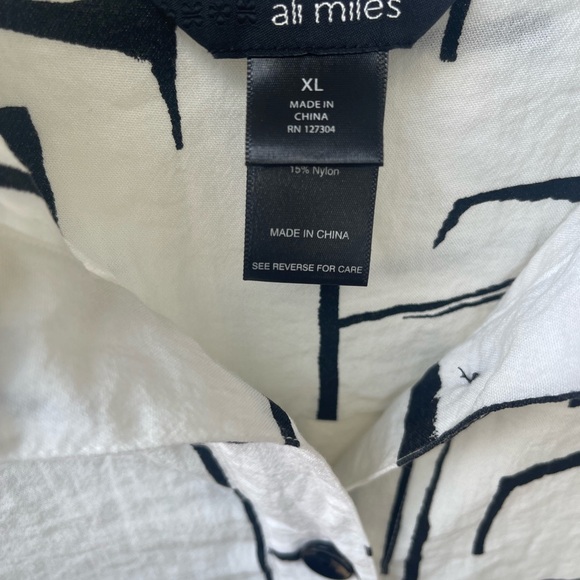 ali miles
XL
MADE IN
CHINA
RN 127304
15% Nylon
MADE IN CHINA
SEE REVERSE FOR CARE